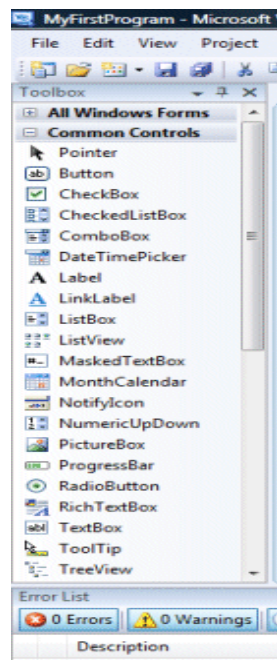 MyFirstProgram - Microsoft
File Edit View Project
Toolbox
All Windows Forms
Common Controls
Pointer
ab Button
CheckBox
CheckedListBox
ComboBox
DateTimePicker
A Label
A LinkLabel
ListBox
ListView
#_ MaskedTextBox
MonthCalendar
NotifyIcon
NumericUpDown
PictureBox
ProgressBar
RadioButton
RichTextBox
abl TextBox
ToolTip
TreeView
Error List
0 Errors 0 Warnings
Description